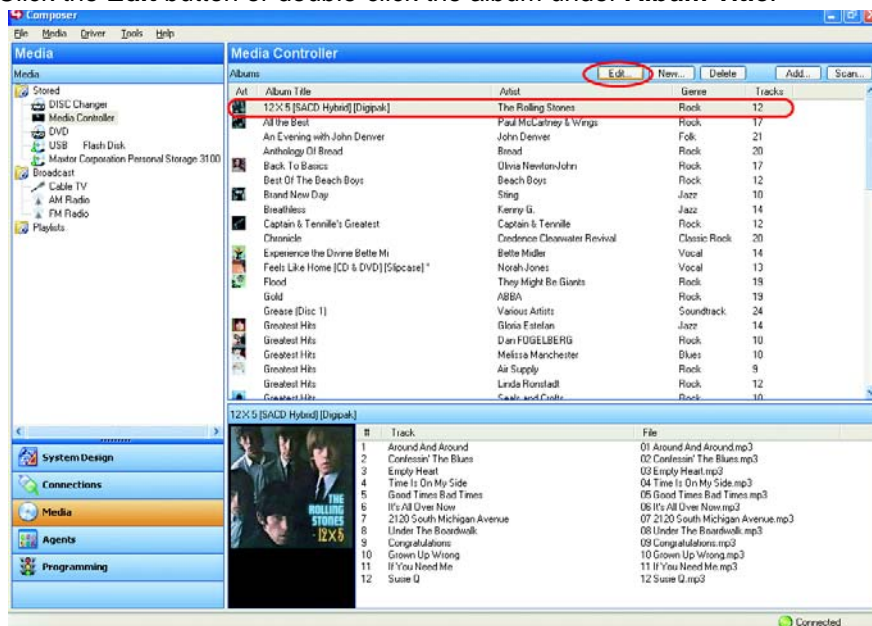 Click the Edit button or double-click the album under Album Title.
Composer
File Media Driver Tools Help
Media
Media Controller
Media
Albums
Edit... New... Delete Add... Scan...
Stored
DISC Changer
Media Controller
DVD
USB Flash Disk
Maxtor Corporation Personal Storage 3100
Broadcast
Cable TV
AM Radio
FM Radio
Playlists
Art Album Title Artist Genre Tracks
12 X 5 [SACD Hybrid] [Digipak] The Rolling Stones Rock 12
All the Best Paul McCartney & Wings Rock 17
An Evening with John Denver John Denver Folk 21
Anthology Of Bread Bread Rock 20
Back To Basics Olivia Newton-John Rock 17
Best Of The Beach Boys Beach Boys Rock 12
Brand New Day Sting Jazz 10
Breathless Kenny G. Jazz 14
Captain & Tennille's Greatest Captain & Tennille Rock 12
Chronicle Credence Clearwater Revival Classic Rock 20
Experience the Divine Bette Mi Bette Midler Vocal 14
Feels Like Home [CD & DVD] [Slipcase] * Norah Jones Vocal 13
Flood They Might Be Giants Rock 19
Gold ABBA Rock 19
Grease (Disc 1) Various Artists Soundtrack 24
Greatest Hits Gloria Estefan Jazz 14
Greatest Hits Dan FOGELBERG Rock 10
Greatest Hits Melissa Manchester Blues 10
Greatest Hits Air Supply Rock 9
Greatest Hits Linda Ronstadt Rock 12
Greatest Hits Seals and Crofts Rock 10
12 X 5 [SACD Hybrid] [Digipak]
THE
ROLLING
STONES
- 12X5
# Track File
1 Around And Around 01 Around And Around.mp3
2 Confessin' The Blues 02 Confessin' The Blues.mp3
3 Empty Heart 03 Empty Heart.mp3
4 Time Is On My Side 04 Time Is On My Side.mp3
5 Good Times Bad Times 05 Good Times Bad Times.mp3
6 It's All Over Now 06 It's All Over Now.mp3
7 2120 South Michigan Avenue 07 2120 South Michigan Avenue.mp3
8 Under The Boardwalk 08 Under The Boardwalk.mp3
9 Congratulations 09 Congratulations.mp3
10 Grown Up Wrong 10 Grown Up Wrong.mp3
11 If You Need Me 11 If You Need Me.mp3
12 Susie Q 12 Susie Q.mp3
System Design
Connections
Media
Agents
Programming
Connected